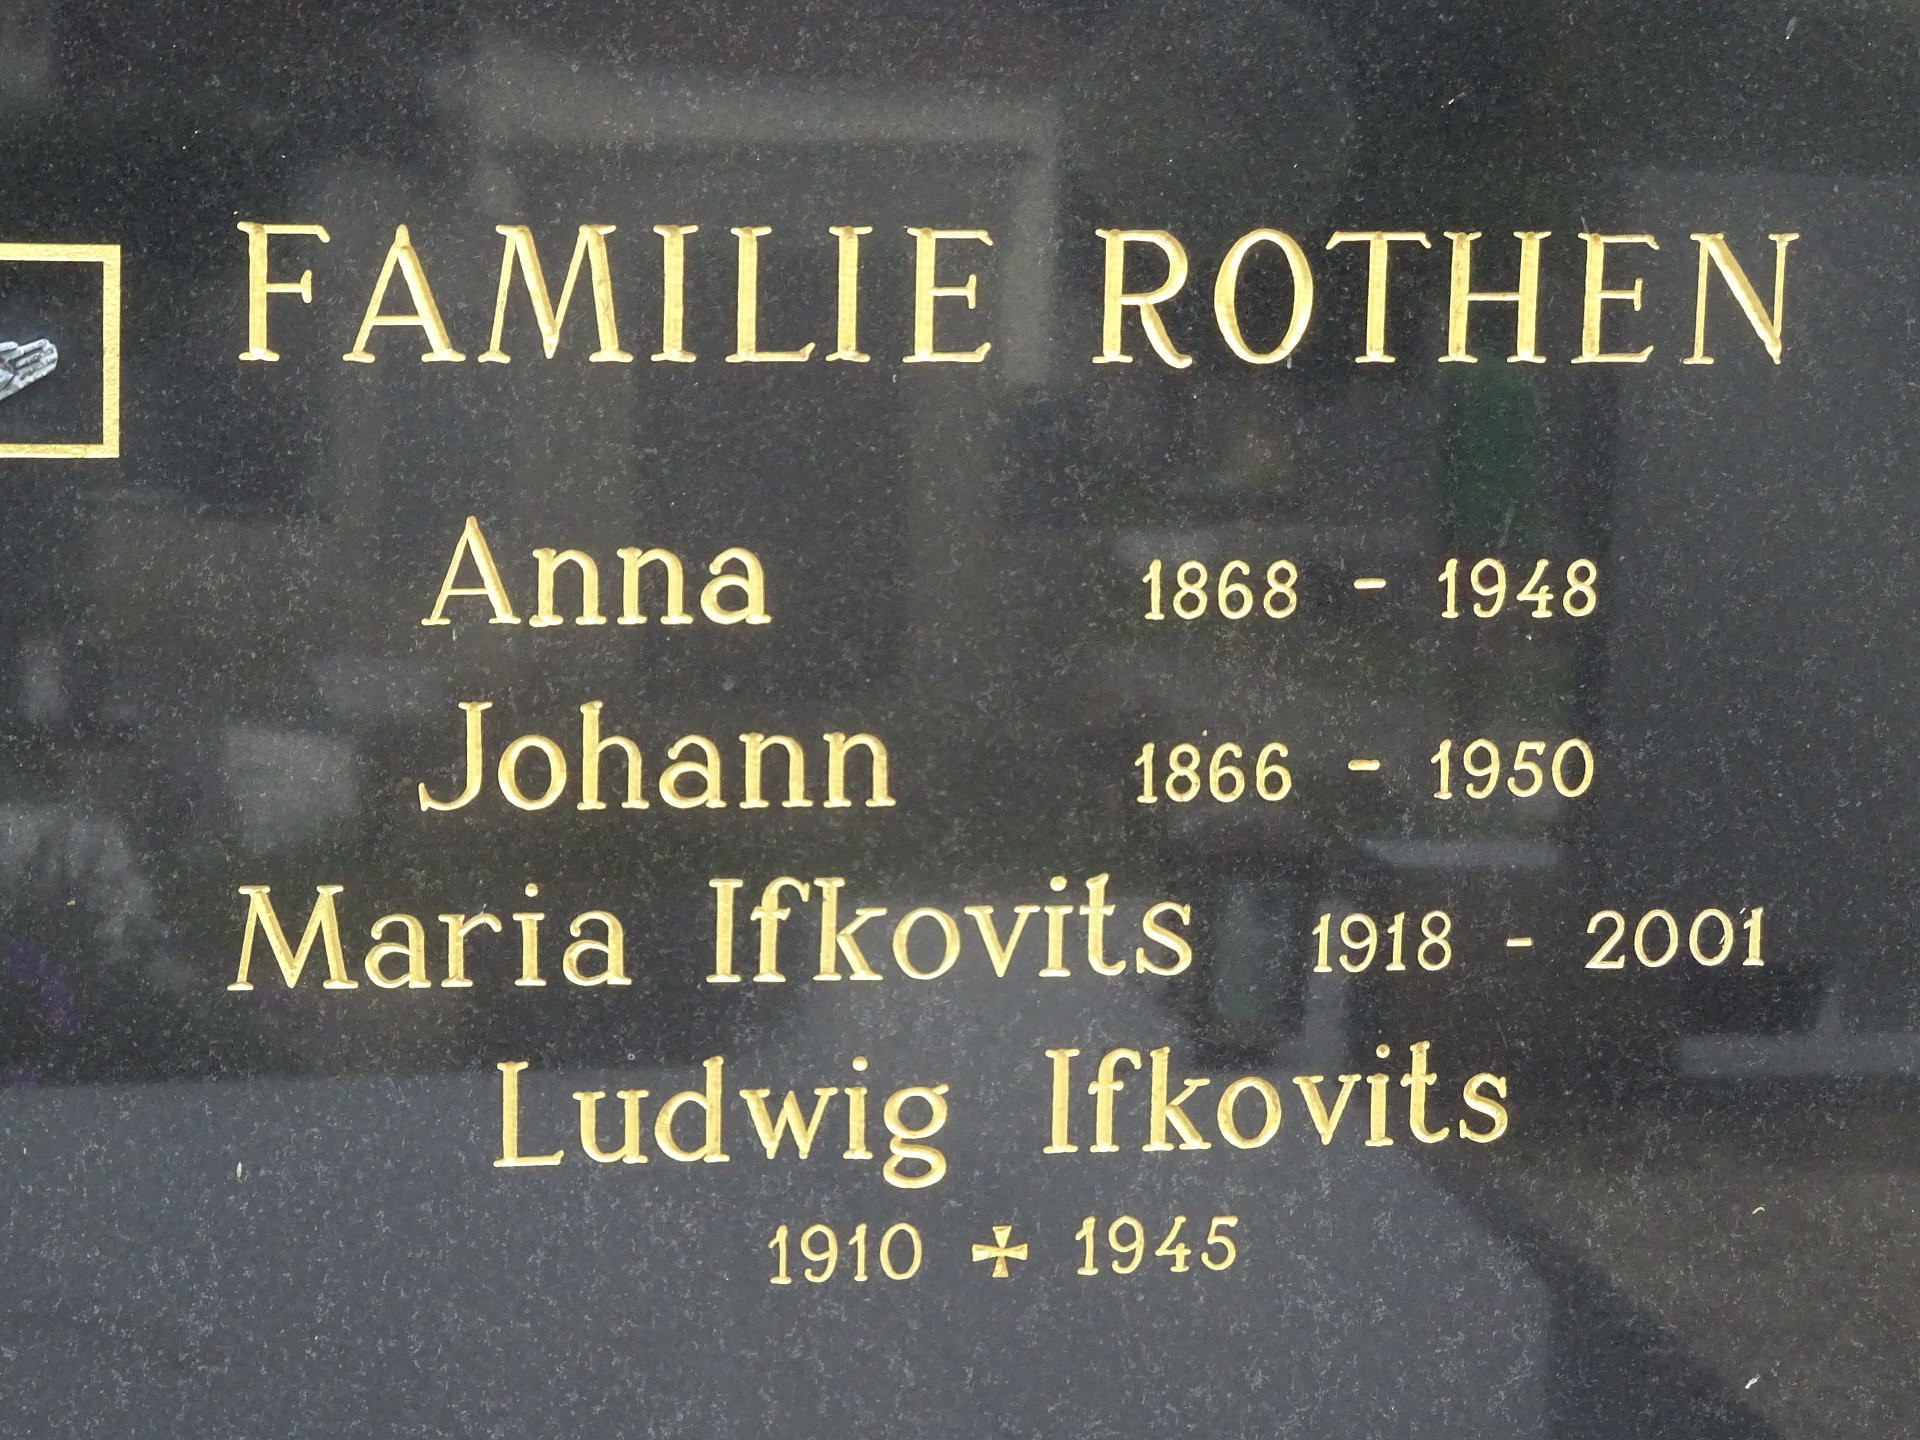 FAMILIE ROTHEN
Anna 1868 - 1948
Johann 1866 - 1950
Maria Ifkovits 1918 - 2001
Ludwig Ifkovits
1910 ✠ 1945